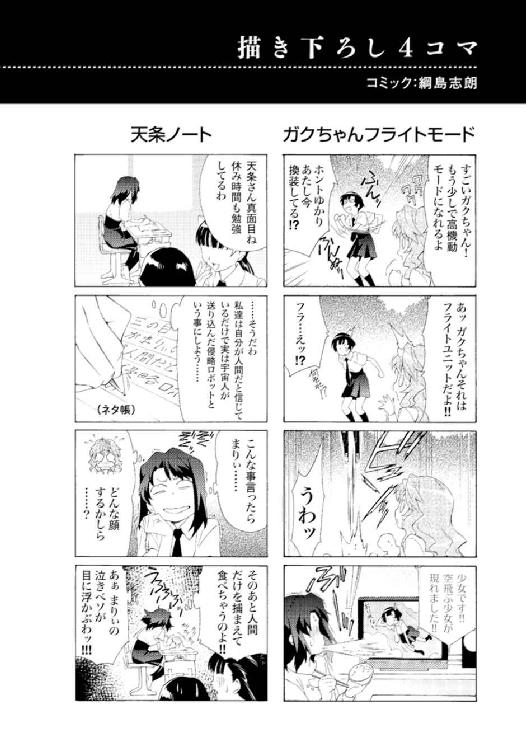 描き下ろし4コマ
コミック：綱島志朗
ガクちゃんフライトモード
すごいガクちゃん！
もう少しで高機動
モードになれるよ
ふんっ
ホントゆかり
あたし今
換装してる!?
あッ ガクちゃんそれは
フライトユニットだよ!!
フラ…えッ!?
うわッ
少女です!!
空飛ぶ少女が
現れました!!
天条ノート
天条さん真面目ね
休み時間も勉強
してるわ
……そうだわ
私達は自分が人間だと信じて
いるだけで実は宇宙人が
送り込んだ侵略ロボットと
いう事にしよう……
（ネタ帳）
こんな事言ったら
まりぃ……
どんな顔
するかしら
……？
そのあと人間
だけを捕まえて
食べちゃうのよ!!
あぁ まりぃの
泣きベソが
目に浮かぶわッ!!!